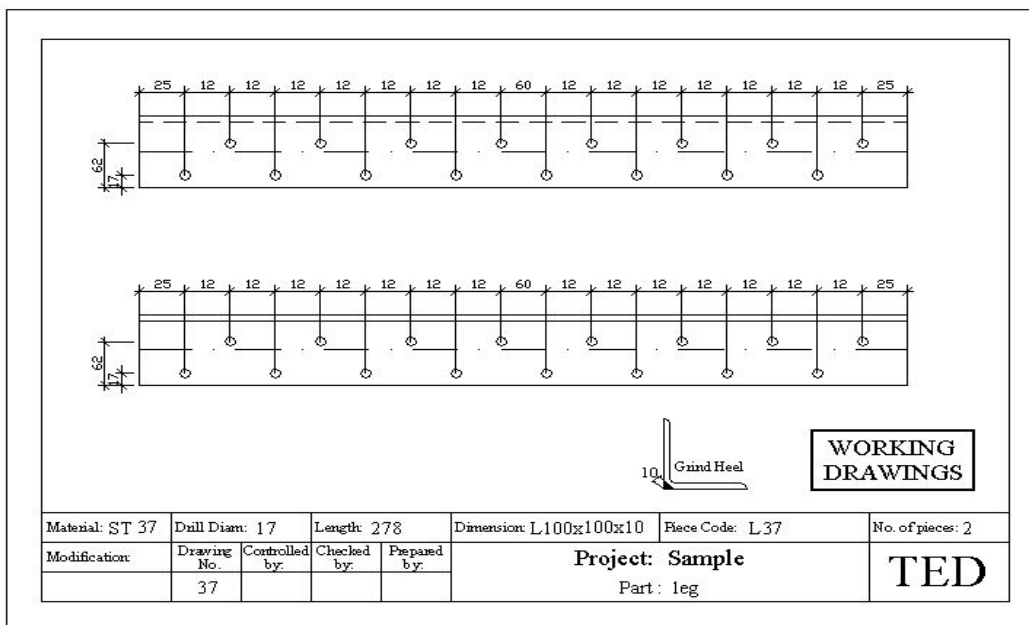 25 12 12 12 12 12 12 12 60 12 12 12 12 12 12 12 25
62
17
25 12 12 12 12 12 12 12 60 12 12 12 12 12 12 12 25
62
17
10 Grind Heel
WORKING
DRAWINGS
Material: ST 37 Drill Diam: 17 Length: 278 Dimension: L100x100x10 Piece Code: L37 No. of pieces: 2
Modification: Drawing No. Controlled by: Checked by: Prepared by: Project: Sample
37 Part : leg
TED